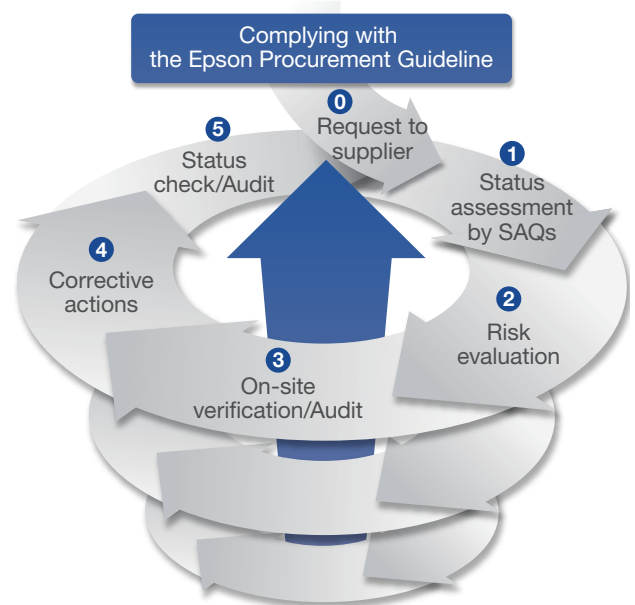 Complying with
the Epson Procurement Guideline
0
Request to
supplier
1
Status
assessment
by SAQs
2
Risk
evaluation
3
On-site
verification/Audit
4
Corrective
actions
5
Status
check/Audit